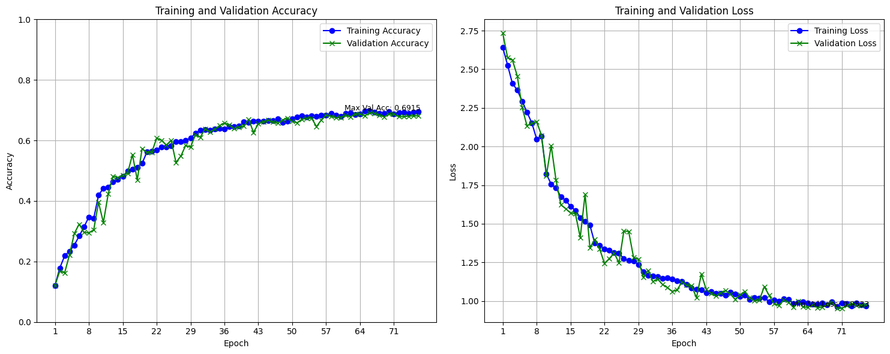 Training and Validation Accuracy
Training Accuracy
Validation Accuracy
Max Val Acc: 0.6915
1.0
0.8
0.6
0.4
0.2
0.0
Accuracy
1 8 15 22 29 36 43 50 57 64 71
Epoch
Training and Validation Loss
Training Loss
Validation Loss
2.75
2.50
2.25
2.00
1.75
1.50
1.25
1.00
Loss
1 8 15 22 29 36 43 50 57 64 71
Epoch